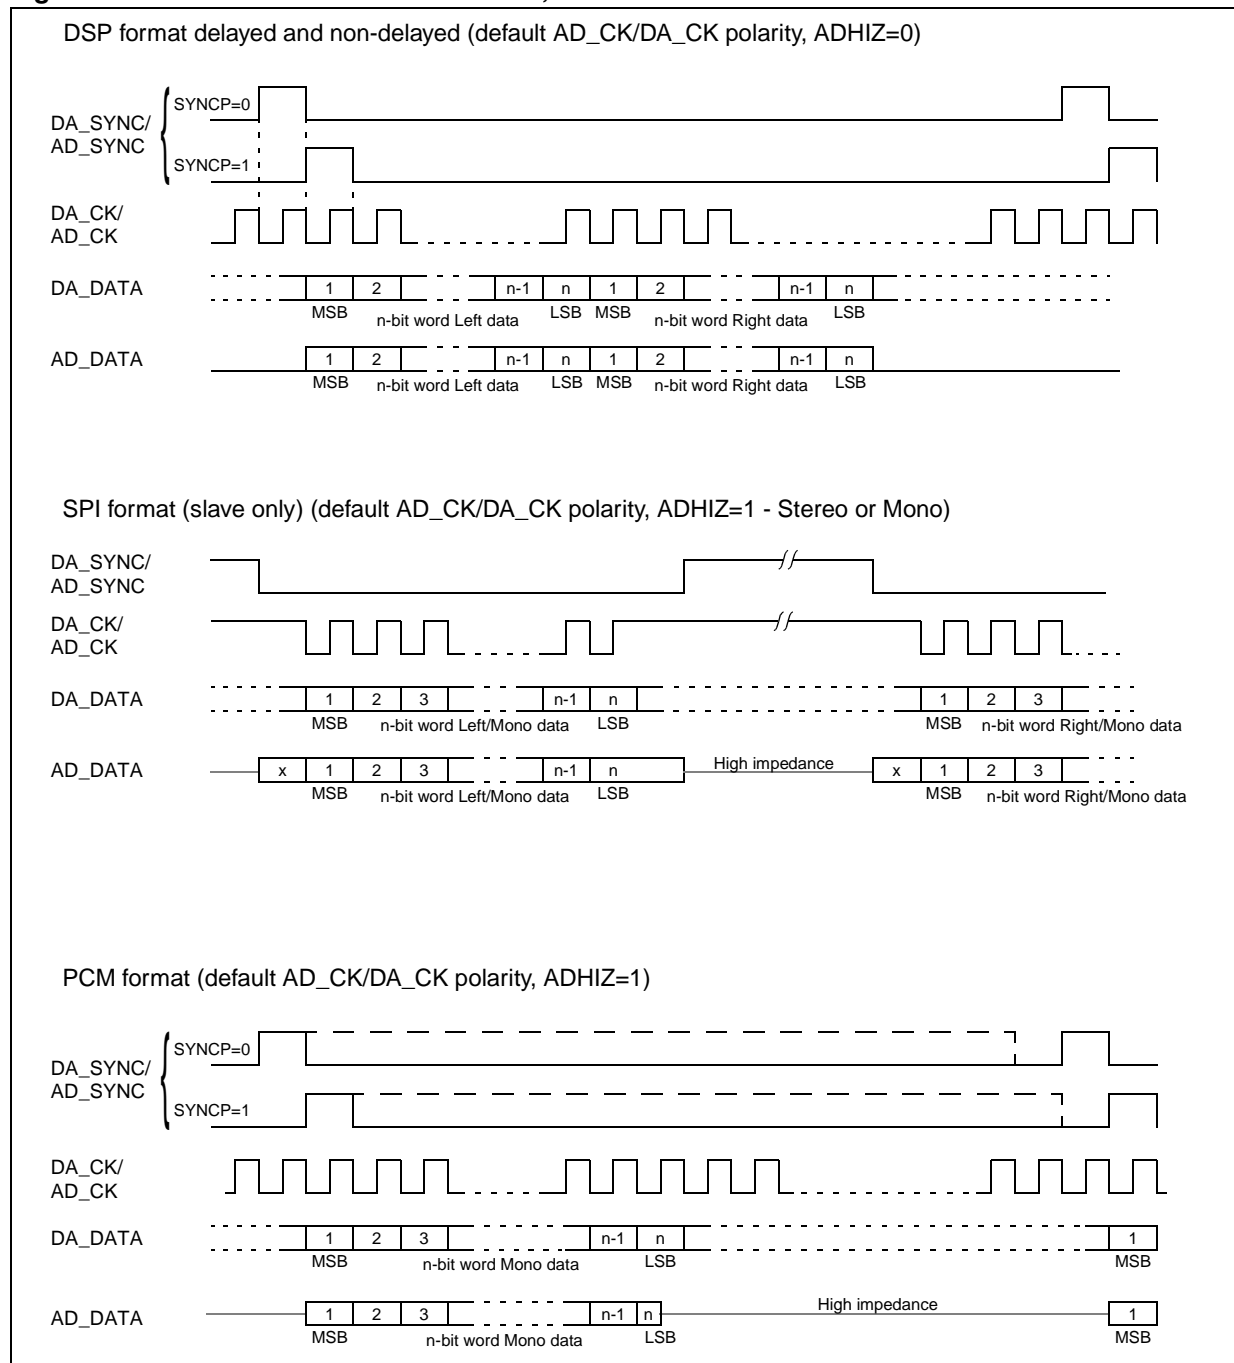 DSP format delayed and non-delayed (default AD_CK/DA_CK polarity, ADHIZ=0)
SYNCP=0
DA_SYNC/
AD_SYNC
SYNCP=1
DA_CK/
AD_CK
DA_DATA 1 2 n-1 n 1 2 n-1 n
MSB n-bit word Left data LSB MSB n-bit word Right data LSB
AD_DATA 1 2 n-1 n 1 2 n-1 n
MSB n-bit word Left data LSB MSB n-bit word Right data LSB
SPI format (slave only) (default AD_CK/DA_CK polarity, ADHIZ=1 - Stereo or Mono)
DA_SYNC/
AD_SYNC
DA_CK/
AD_CK
DA_DATA 1 2 3 n-1 n 1 2 3
MSB n-bit word Left/Mono data LSB MSB n-bit word Right/Mono data
AD_DATA x 1 2 3 n-1 n High impedance x 1 2 3
MSB n-bit word Left/Mono data LSB MSB n-bit word Right/Mono data
PCM format (default AD_CK/DA_CK polarity, ADHIZ=1)
SYNCP=0
DA_SYNC/
AD_SYNC
SYNCP=1
DA_CK/
AD_CK
DA_DATA 1 2 3 n-1 n 1
MSB n-bit word Mono data LSB MSB
AD_DATA 1 2 3 n-1 n High impedance 1
MSB n-bit word Mono data LSB MSB